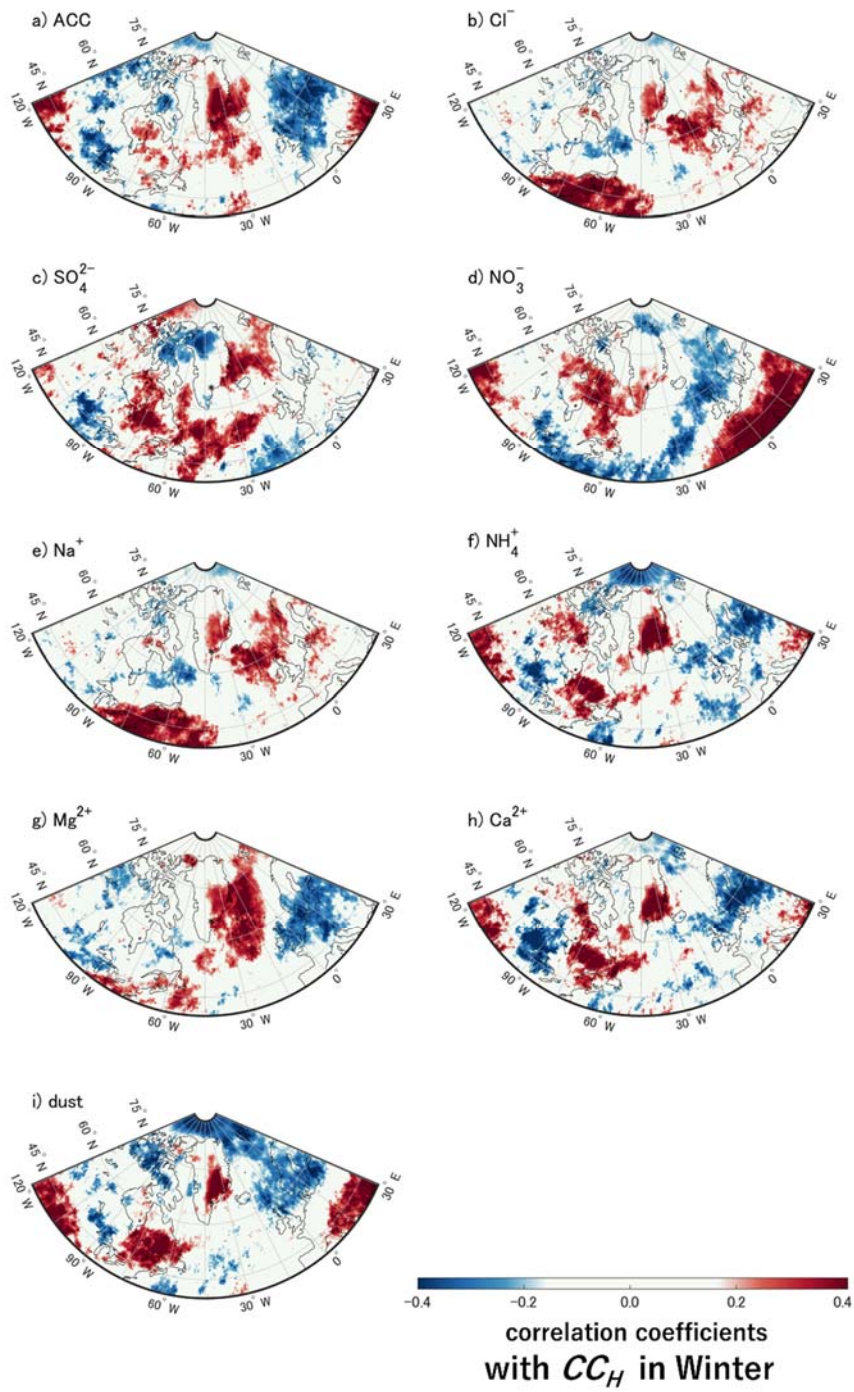 a) ACC
75°
60°
45 N
120° W
90° W
60° W
30° W
0°
30° E
b) Cl⁻
75°
60°
45 N
120° W
90° W
60° W
30° W
0°
30° E
c) SO₄²⁻
75°
60°
45 N
120° W
90° W
60° W
30° W
0°
30° E
d) NO₃⁻
75°
60°
45 N
120° W
90° W
60° W
30° W
0°
30° E
e) Na⁺
75°
60° N
45 N
120° W
90° W
60° W
30° W
0°
30° E
f) NH₄⁺
75°
60° N
45 N
120° W
90° W
60° W
30° W
0°
30° E
g) Mg²⁺
75°
60° N
45 N
120° W
90° W
60° W
30° W
0°
30° E
h) Ca²⁺
75°
60° N
45 N
120° W
90° W
60° W
30° W
0°
30° E
i) dust
75°
60° N
45 N
120° W
90° W
60° W
30° W
0°
30° E
−0.4 −0.2 0.0 0.2 0.4
correlation coefficients
with CC_H in Winter